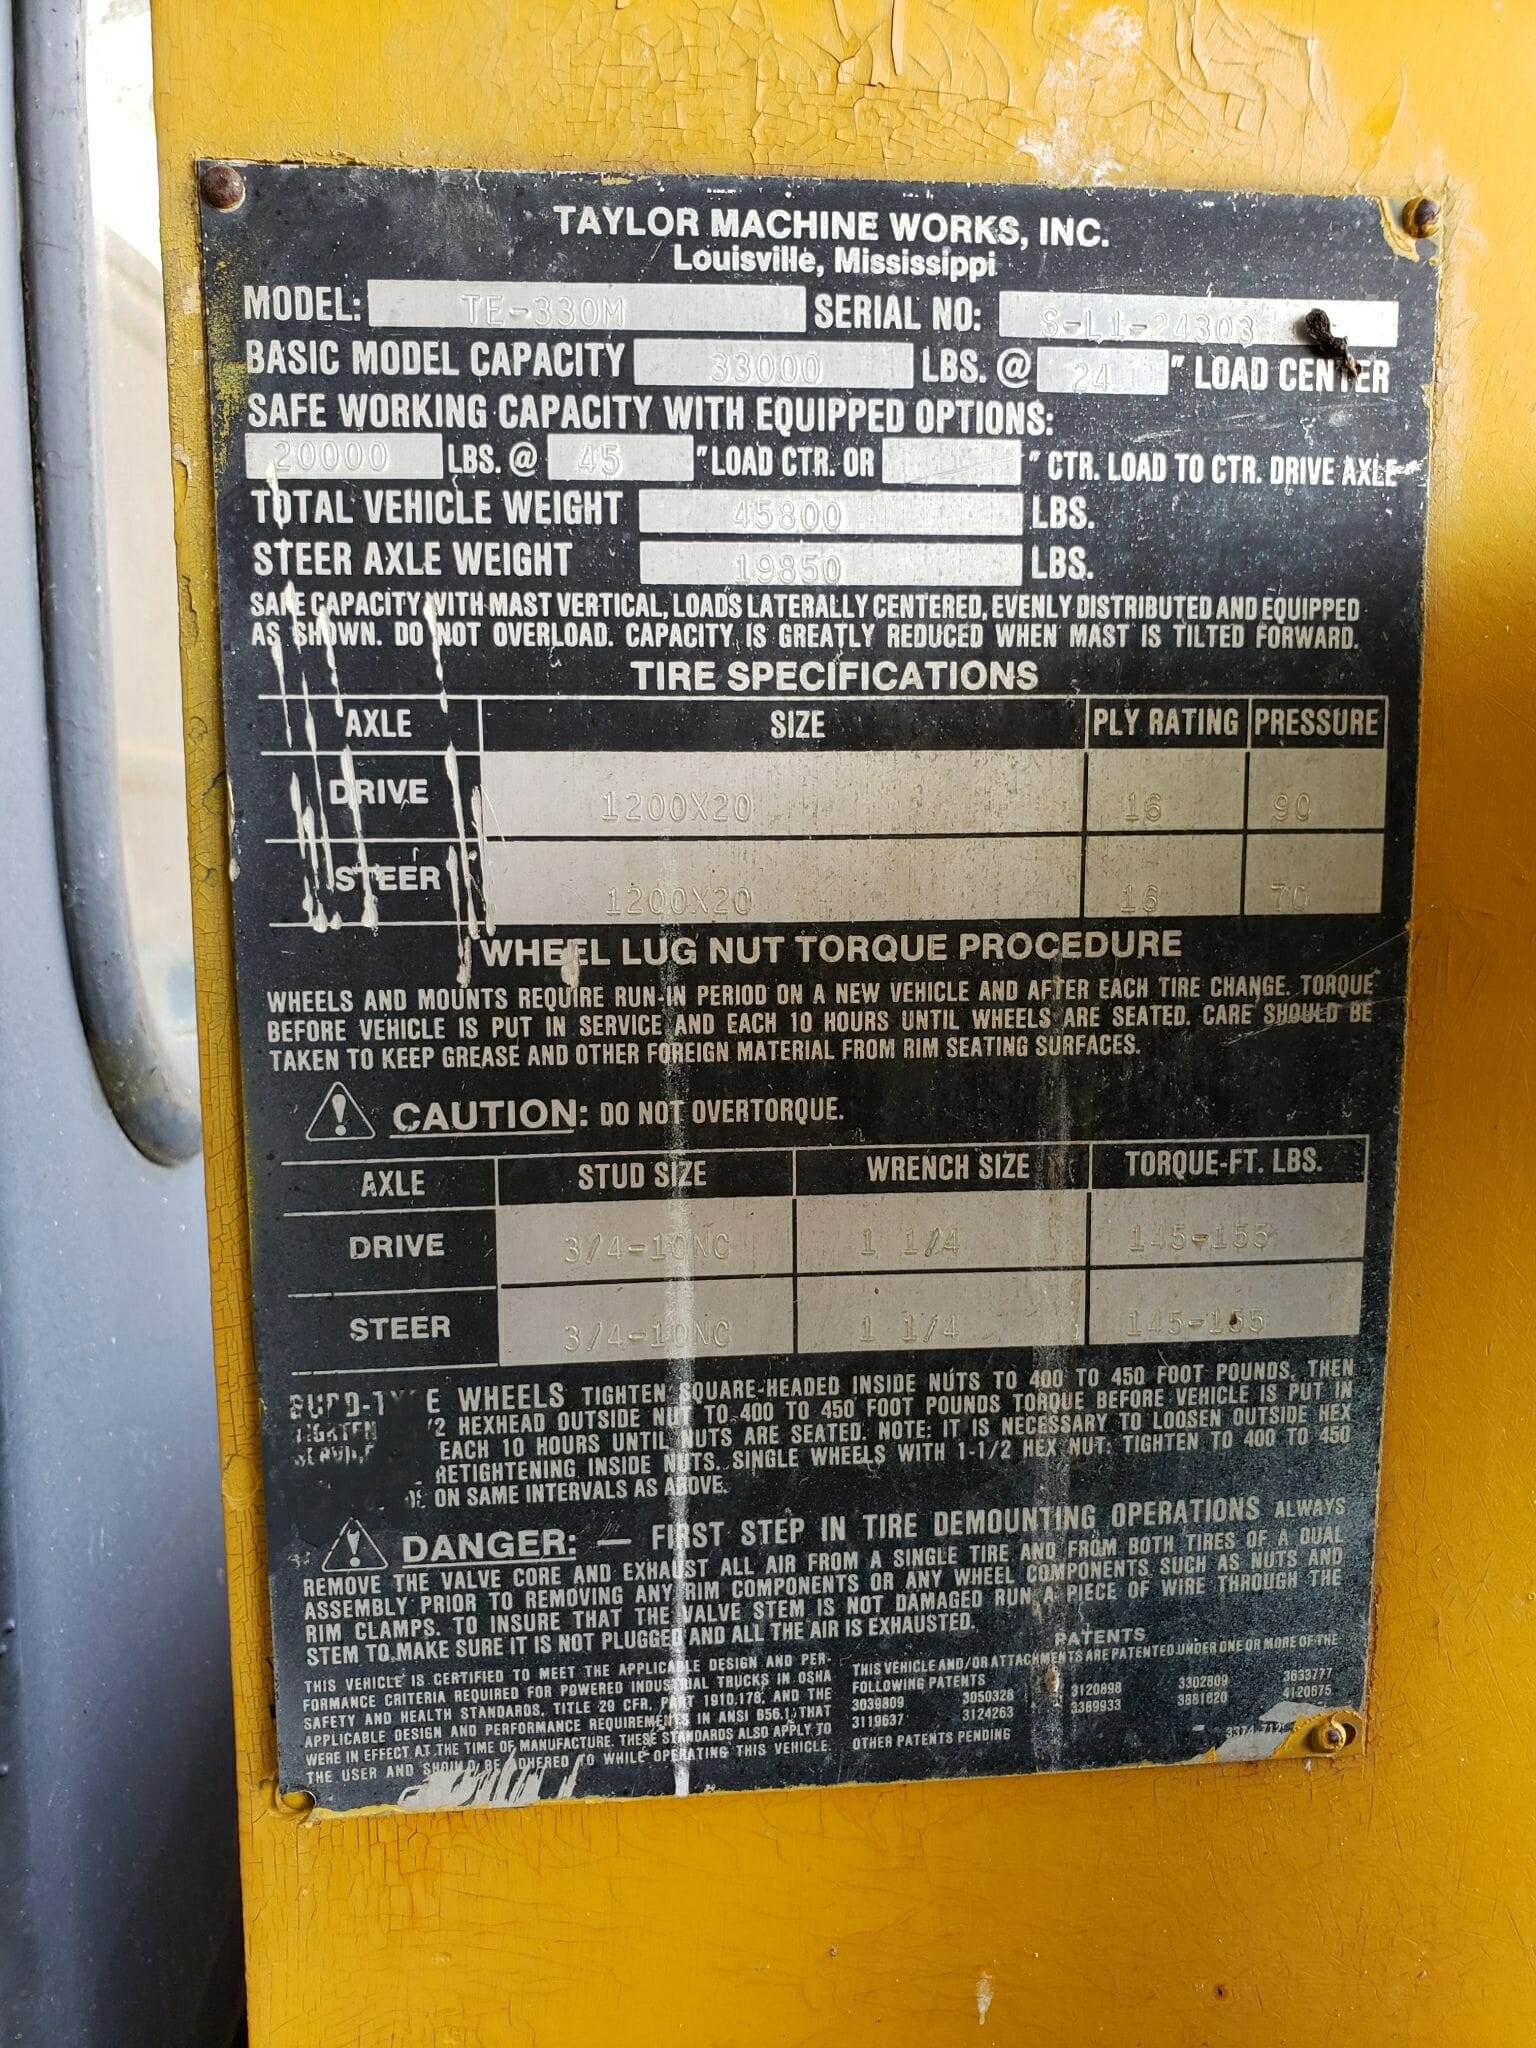 TAYLOR MACHINE WORKS, INC.
Louisville, Mississippi
MODEL: TE-330M SERIAL NO: S-L1-24303
BASIC MODEL CAPACITY 33000 LBS. @ 24 " LOAD CENTER
SAFE WORKING CAPACITY WITH EQUIPPED OPTIONS:
20000 LBS. @ 45 " LOAD CTR. OR " CTR. LOAD TO CTR. DRIVE AXLE
TOTAL VEHICLE WEIGHT 45800 LBS.
STEER AXLE WEIGHT 19850 LBS.
SAFE CAPACITY WITH MAST VERTICAL, LOADS LATERALLY CENTERED, EVENLY DISTRIBUTED AND EQUIPPED
AS SHOWN. DO NOT OVERLOAD. CAPACITY IS GREATLY REDUCED WHEN MAST IS TILTED FORWARD.
TIRE SPECIFICATIONS
AXLE SIZE PLY RATING PRESSURE
DRIVE 1200X20 16 90
STEER 1200X20 16 70
WHEEL LUG NUT TORQUE PROCEDURE
WHEELS AND MOUNTS REQUIRE RUN-IN PERIOD ON A NEW VEHICLE AND AFTER EACH TIRE CHANGE. TORQUE
BEFORE VEHICLE IS PUT IN SERVICE AND EACH 10 HOURS UNTIL WHEELS ARE SEATED. CARE SHOULD BE
TAKEN TO KEEP GREASE AND OTHER FOREIGN MATERIAL FROM RIM SEATING SURFACES.
CAUTION: DO NOT OVERTORQUE.
AXLE STUD SIZE WRENCH SIZE TORQUE-FT. LBS.
DRIVE 3/4-10NC 1 1/4 145-155
STEER 3/4-10NC 1 1/4 145-155
WHEELS TIGHTEN SQUARE-HEADED INSIDE NUTS TO 400 TO 450 FOOT POUNDS, THEN
TIGHTEN HEXHEAD OUTSIDE NUT TO 400 TO 450 FOOT POUNDS TORQUE BEFORE VEHICLE IS PUT IN
SERVICE EACH 10 HOURS UNTIL NUTS ARE SEATED. NOTE: IT IS NECESSARY TO LOOSEN OUTSIDE HEX
RETIGHTENING INSIDE NUTS. SINGLE WHEELS WITH 1-1/2 HEX NUT: TIGHTEN TO 400 TO 450
ON SAME INTERVALS AS ABOVE.
DANGER: — FIRST STEP IN TIRE DEMOUNTING OPERATIONS ALWAYS
REMOVE THE VALVE CORE AND EXHAUST ALL AIR FROM A SINGLE TIRE AND FROM BOTH TIRES OF A DUAL
ASSEMBLY PRIOR TO REMOVING ANY RIM COMPONENTS OR ANY WHEEL COMPONENTS SUCH AS NUTS AND
RIM CLAMPS. TO INSURE THAT THE VALVE STEM IS NOT DAMAGED RUN A PIECE OF WIRE THROUGH THE
STEM TO MAKE SURE IT IS NOT PLUGGED AND ALL THE AIR IS EXHAUSTED.
THIS VEHICLE IS CERTIFIED TO MEET THE APPLICABLE DESIGN AND PER-
FORMANCE CRITERIA REQUIRED FOR POWERED INDUSTRIAL TRUCKS IN OSHA
SAFETY AND HEALTH STANDARDS, TITLE 29 CFR, PART 1910.178, AND THE
APPLICABLE DESIGN AND PERFORMANCE REQUIREMENTS IN ANSI B56.1, THAT
WERE IN EFFECT AT THE TIME OF MANUFACTURE. THESE STANDARDS ALSO APPLY TO
THE USER AND SHOULD BE ADHERED TO WHILE OPERATING THIS VEHICLE.
PATENTS
THIS VEHICLE AND/OR ATTACHMENTS ARE PATENTED UNDER ONE OR MORE OF THE
FOLLOWING PATENTS
3039809 3050328 3120898 3302809 3633777
3119637 3124263 3389933 3881620 4120675
OTHER PATENTS PENDING